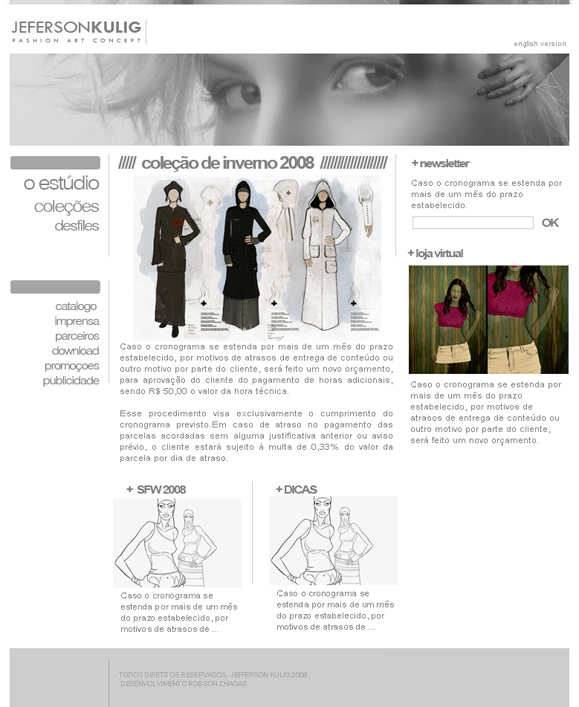 JEFERSONKULIG
FASHION ART CONCEPT
english version
o estúdio
coleções
desfiles
catalogo
imprensa
parceiros
download
promoçoes
publicidade
///// coleção de inverno 2008 ////////////////////
Caso o cronograma se estenda por mais de um mês do prazo
estabelecido, por motivos de atrasos de entrega de conteúdo ou
outro motivo por parte do cliente, será feito um novo orçamento,
para aprovação do cliente do pagamento de horas adicionais,
sendo R$ 50,00 o valor da hora técnica.
Esse procedimento visa exclusivamente o cumprimento do
cronograma previsto.Em caso de atraso no pagamento das
parcelas acordadas sem alguma justificativa anterior ou aviso
prévio, o cliente estará sujeito á multa de 0,33% do valor da
parcela por dia de atraso.
+ SFW 2008
Caso o cronograma se
estenda por mais de um mês
do prazo estabelecido, por
motivos de atrasos de ...
+ DICAS
Caso o cronograma se
estenda por mais de um mês
do prazo estabelecido, por
motivos de atrasos de ...
+ newsletter
Caso o cronograma se estenda por
mais de um mês do prazo
estabelecido.
OK
+ loja virtual
Caso o cronograma se estenda por
mais de um mês do prazo
estabelecido, por motivos de
atrasos de entrega de conteúdo ou
outro motivo por parte do cliente,
será feito um novo orçamento.
TODOS DIRETITOS RESERVADOS, JEFFERSON KULIG 2008
DESENVOLVIMENTO ROBSON CHAGAS